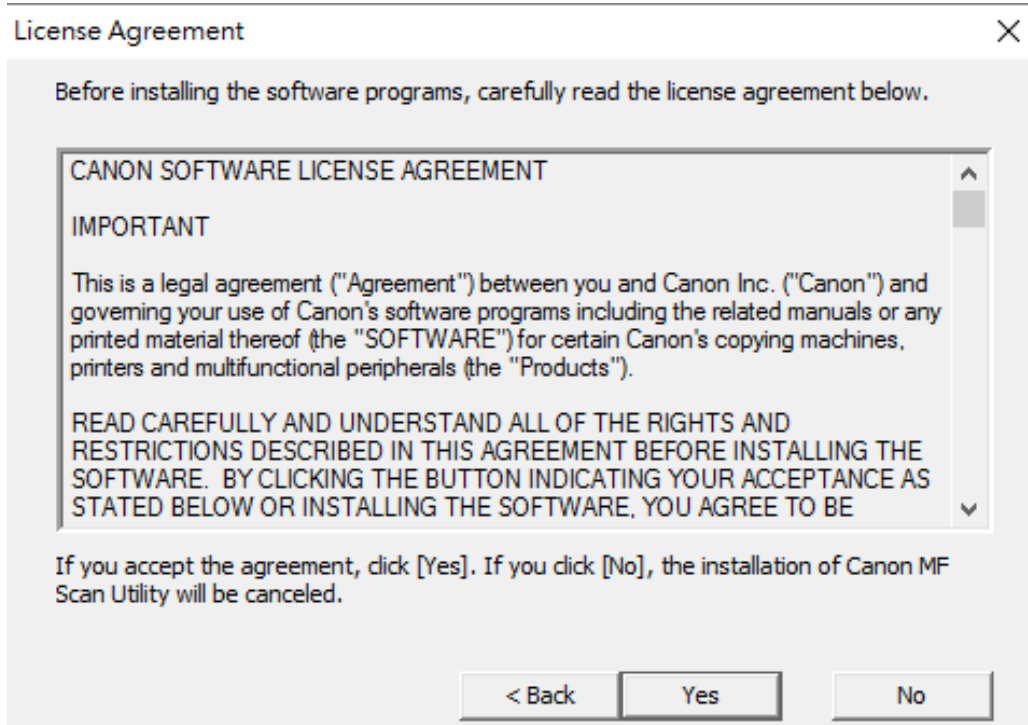 License Agreement
Before installing the software programs, carefully read the license agreement below.
CANON SOFTWARE LICENSE AGREEMENT
IMPORTANT
This is a legal agreement ("Agreement") between you and Canon Inc. ("Canon") and
governing your use of Canon's software programs including the related manuals or any
printed material thereof (the "SOFTWARE") for certain Canon's copying machines,
printers and multifunctional peripherals (the "Products").
READ CAREFULLY AND UNDERSTAND ALL OF THE RIGHTS AND
RESTRICTIONS DESCRIBED IN THIS AGREEMENT BEFORE INSTALLING THE
SOFTWARE.  BY CLICKING THE BUTTON INDICATING YOUR ACCEPTANCE AS
STATED BELOW OR INSTALLING THE SOFTWARE, YOU AGREE TO BE
If you accept the agreement, click [Yes]. If you click [No], the installation of Canon MF
Scan Utility will be canceled.
< Back Yes No